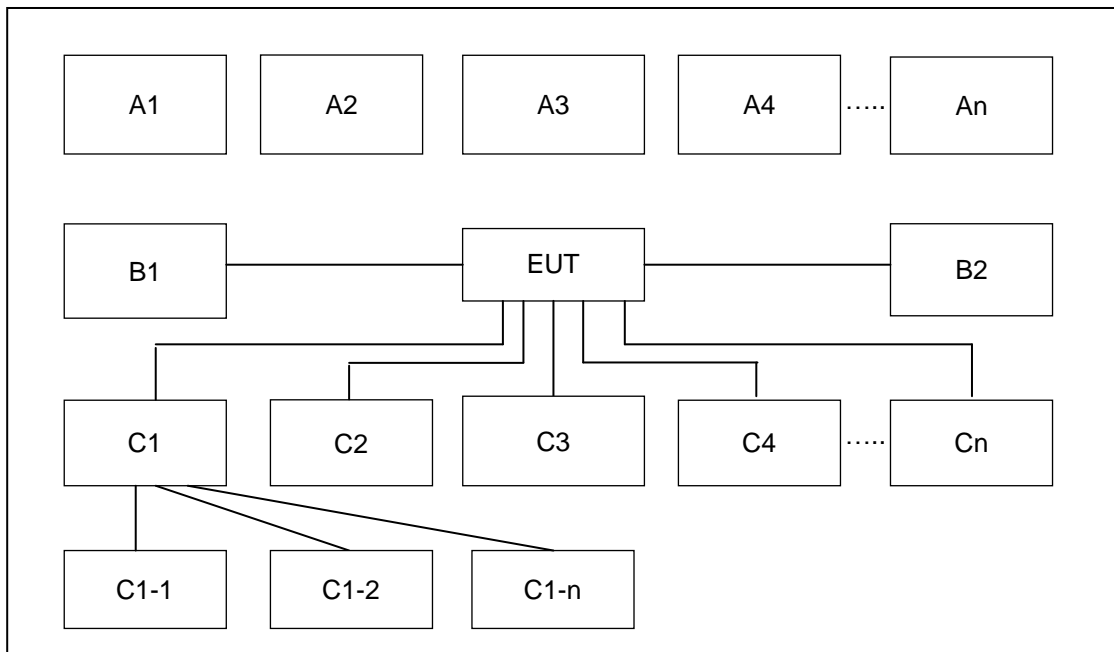 A1 A2 A3 A4 ..... An
B1 EUT B2
C1 C2 C3 C4 ..... Cn
C1-1 C1-2 C1-n